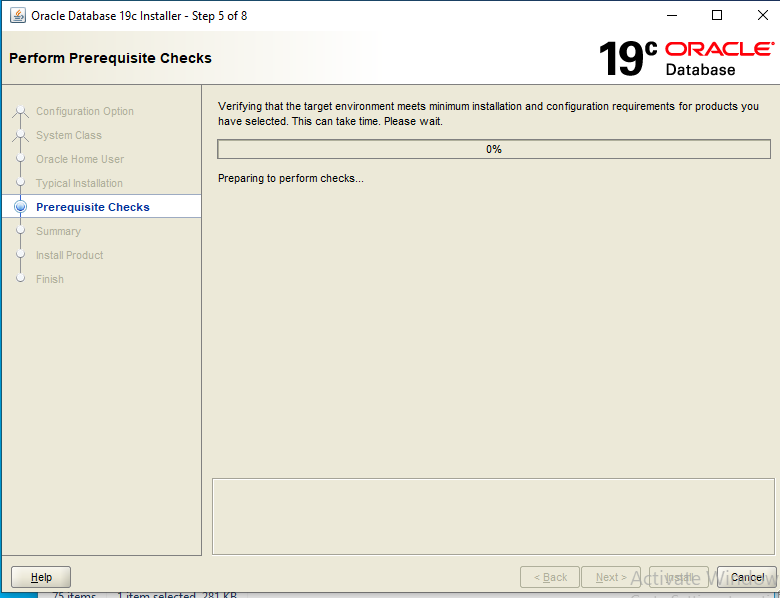 Oracle Database 19c Installer - Step 5 of 8
Perform Prerequisite Checks
19c ORACLE
Database
Configuration Option
System Class
Oracle Home User
Typical Installation
Prerequisite Checks
Summary
Install Product
Finish
Verifying that the target environment meets minimum installation and configuration requirements for products you
have selected. This can take time. Please wait.
0%
Preparing to perform checks...
Help
< Back
Next >
Install
Cancel
Activate Window
75 items
1 item selected 281 KB